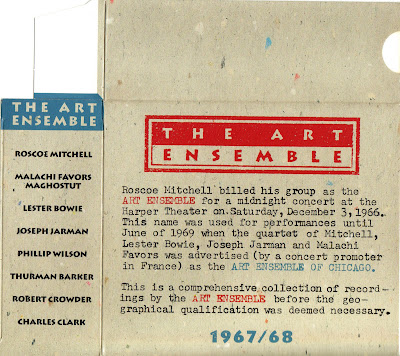 THE ART
ENSEMBLE
ROSCOE MITCHELL
MALACHI FAVORS
MAGHOSTUT
LESTER BOWIE
JOSEPH JARMAN
PHILLIP WILSON
THURMAN BARKER
ROBERT CROWDER
CHARLES CLARK
THE ART
ENSEMBLE
Roscoe Mitchell billed his group as the
ART ENSEMBLE for a midnight concert at the
Harper Theater on Saturday, December 3, 1966.
This name was used for performances until
June of 1969 when the quartet of Mitchell,
Lester Bowie, Joseph Jarman and Malachi
Favors was advertised (by a concert promoter
in France) as the ART ENSEMBLE OF CHICAGO.
This is a comprehensive collection of record-
ings by the ART ENSEMBLE before the geo-
graphical qualification was deemed necessary.
1967/68